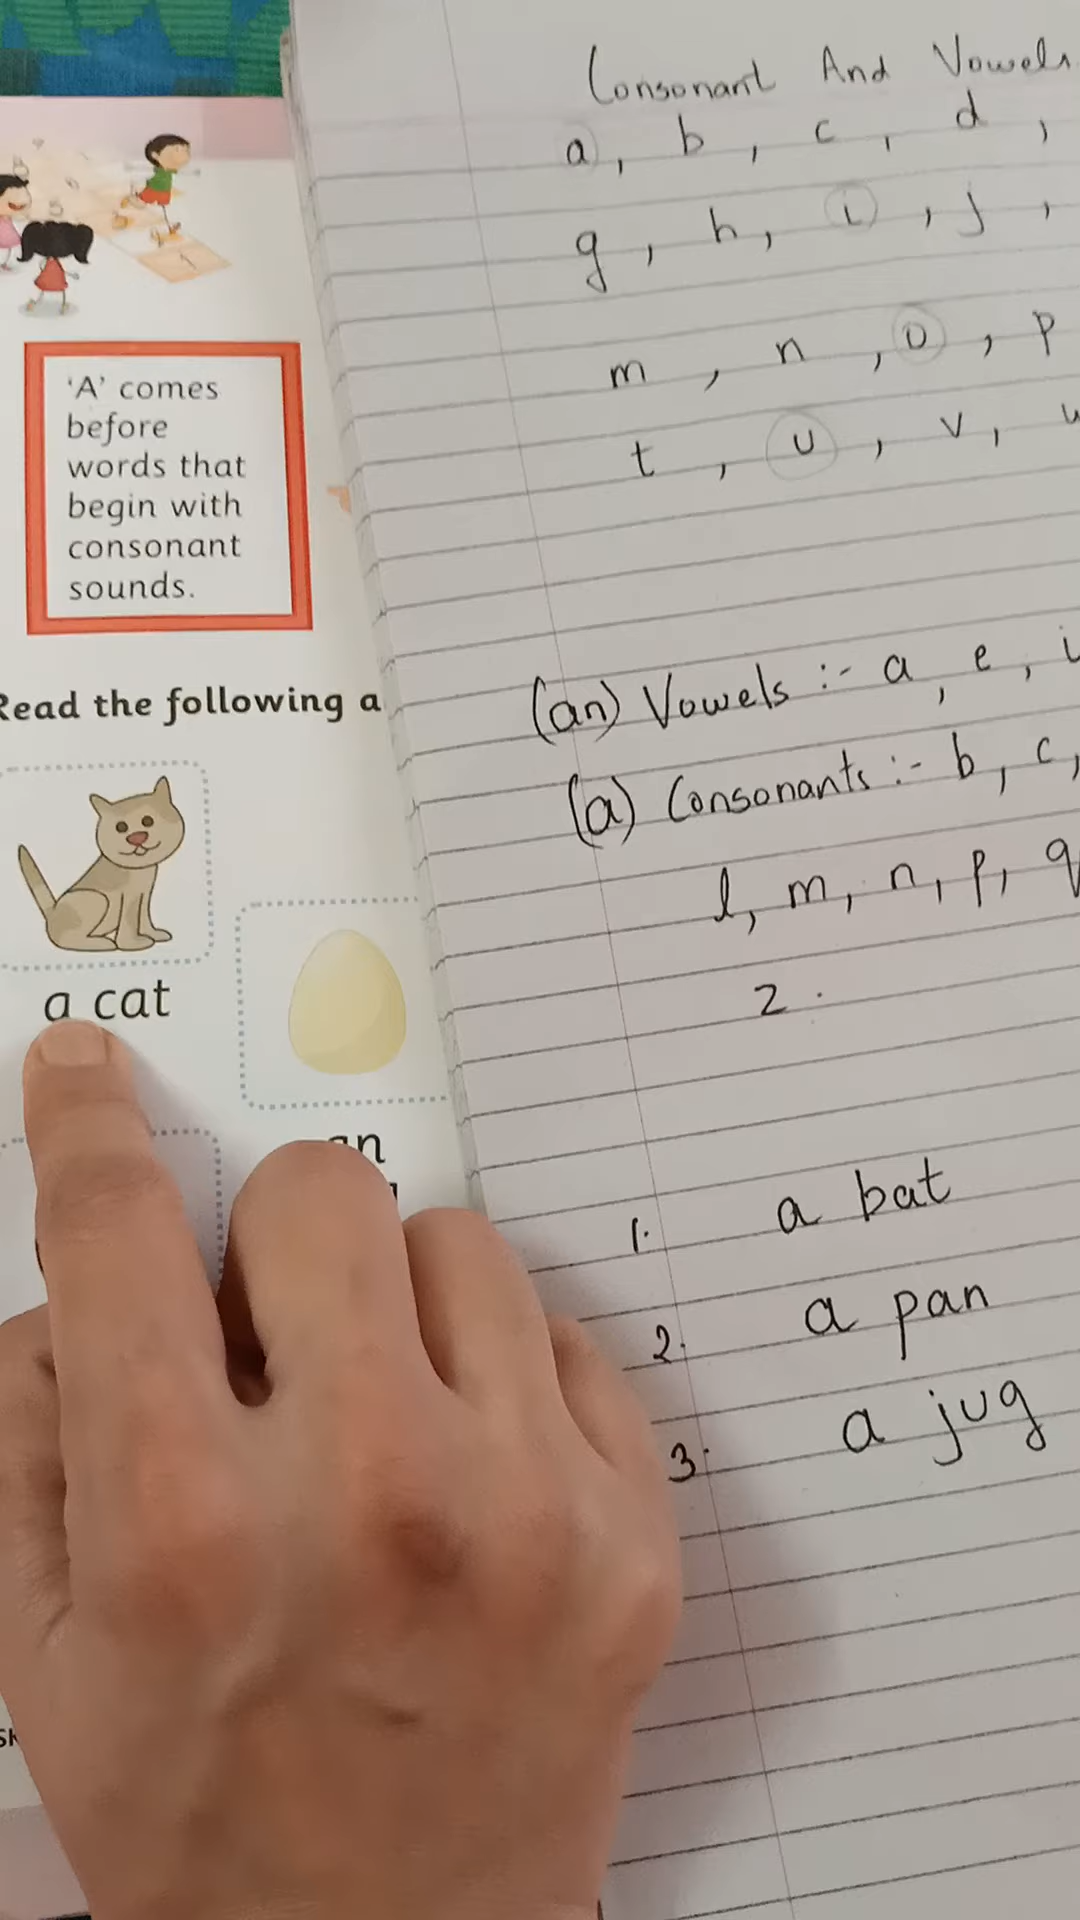 'A' comes
before
words that
begin with
consonant
sounds.
Read the following a
a cat
an
Consonant And Vowels
a, b, c, d,
g, h, i, j,
m, n, o, p
t, u, v,
(an) Vowels :- a, e, i
(a) Consonants :- b, c,
l, m, n, p, q
z.
1. a bat
2. a pan
3. a jug